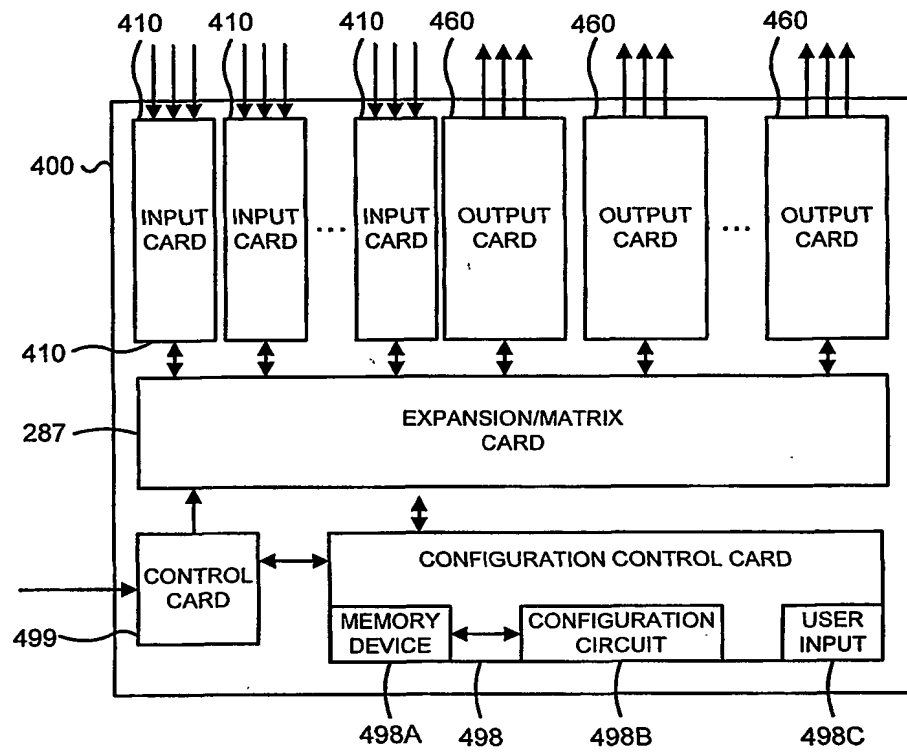 410 410 410 460 460 460
400
INPUT CARD
INPUT CARD
...
INPUT CARD
OUTPUT CARD
OUTPUT CARD
...
OUTPUT CARD
410
287
EXPANSION/MATRIX
CARD
CONTROL
CARD
499
CONFIGURATION CONTROL CARD
MEMORY
DEVICE
CONFIGURATION
CIRCUIT
USER
INPUT
498A 498 498B 498C